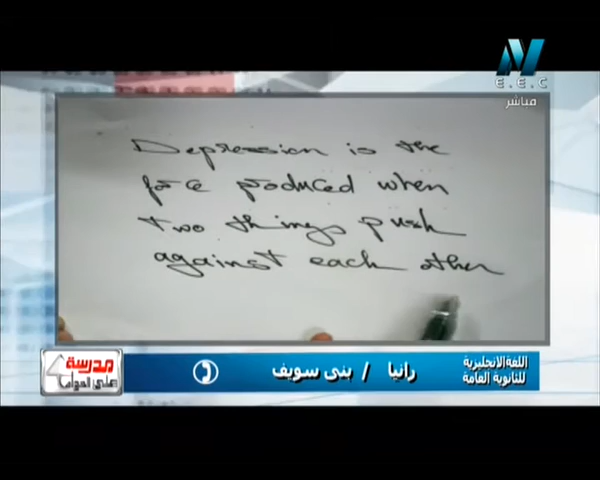 E.E.C
مباشر
Depression is the
force produced when
two things push
against each other
اللغة الانجليزية
للثانوية العامة
رانيا / بنى سويف
مدرسة
على الهواء